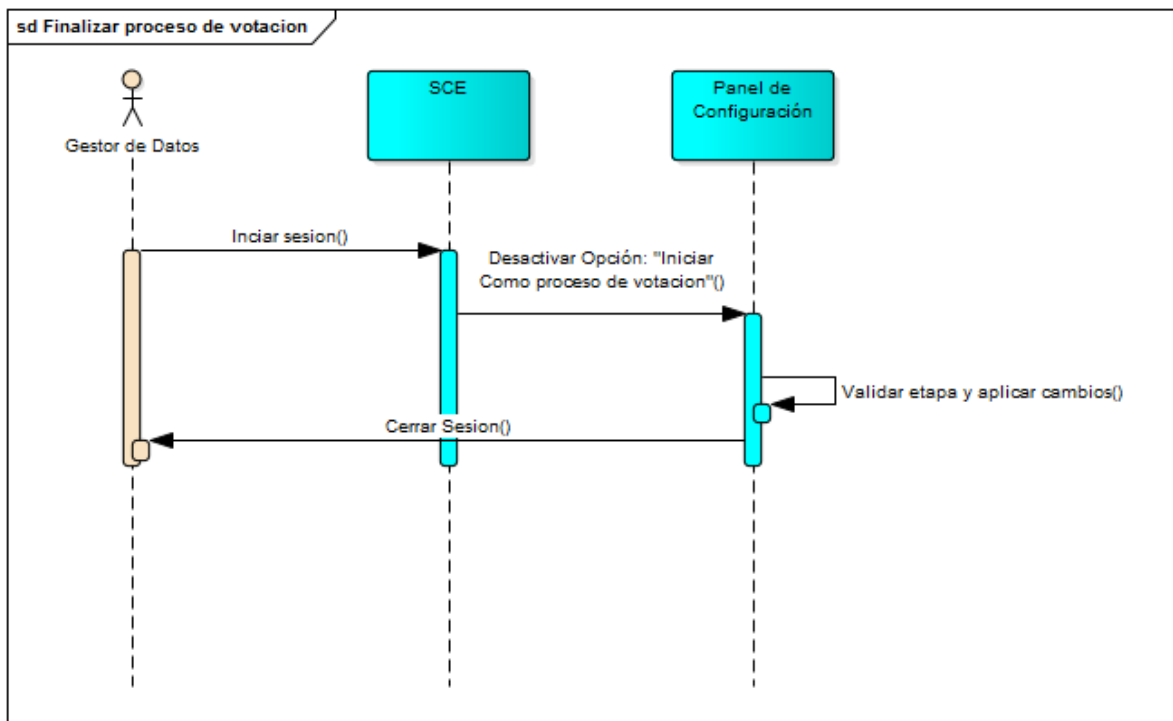 sd Finalizar proceso de votacion
SCE
Panel de
Configuración
Gestor de Datos
Inciar sesion()
Desactivar Opción: "Iniciar
Como proceso de votacion"()
Validar etapa y aplicar cambios()
Cerrar Sesion()